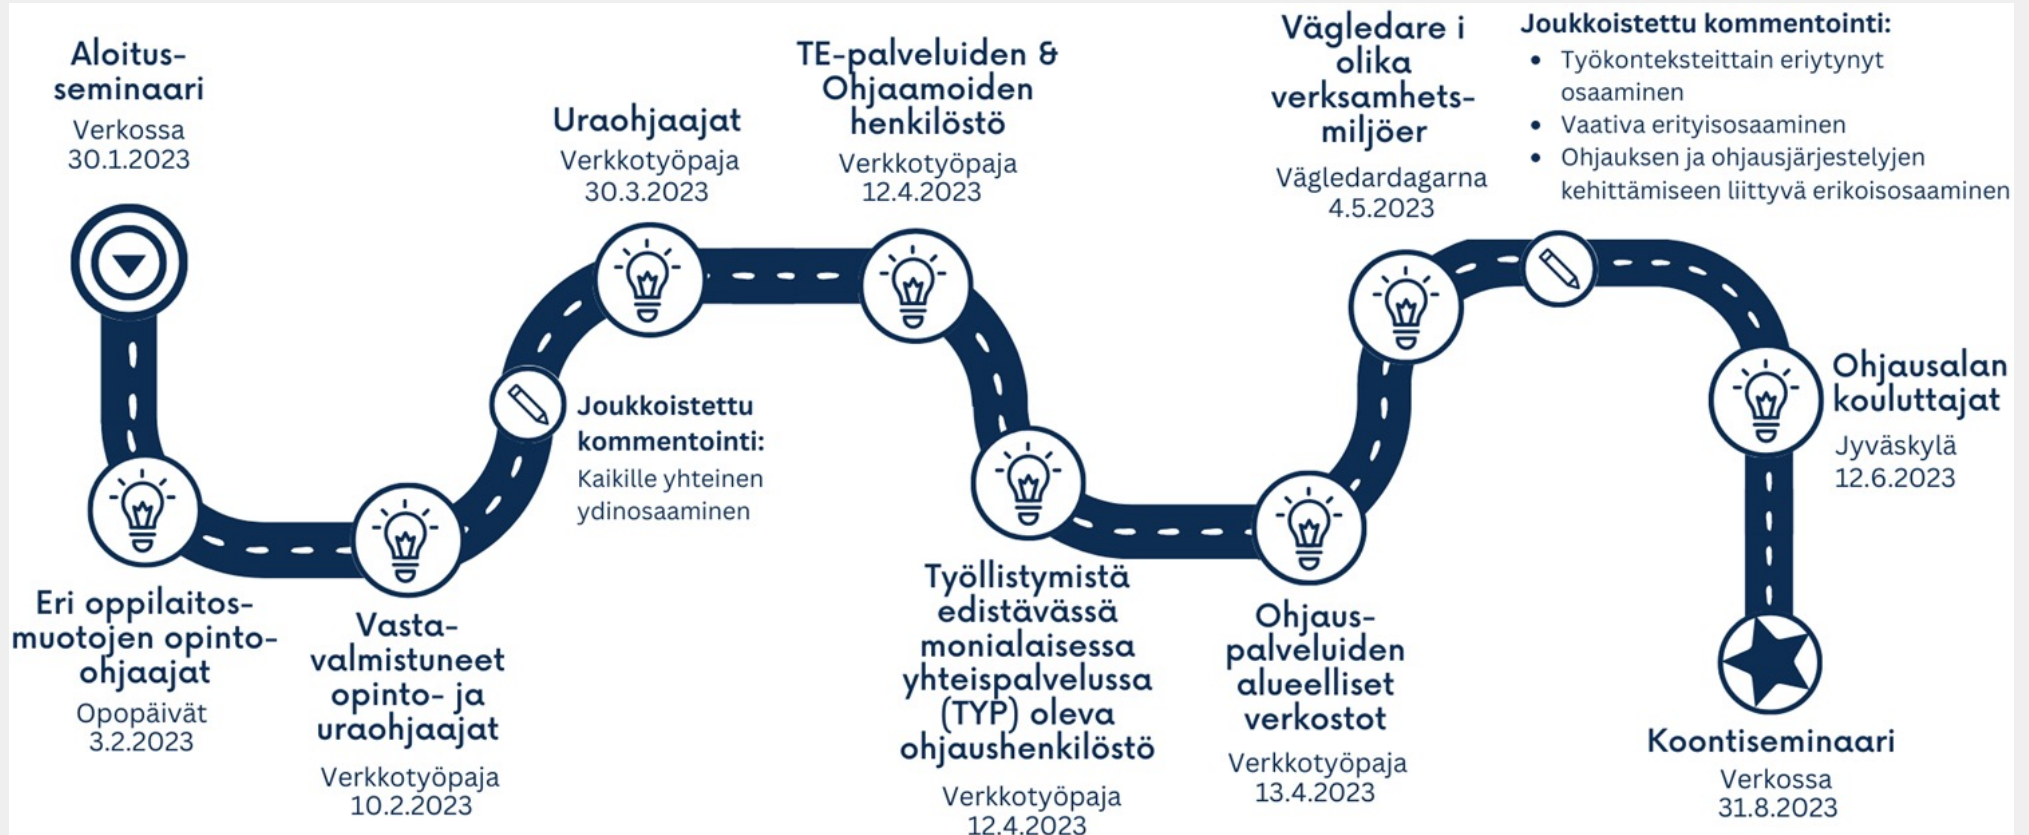 Aloitus-
seminaari
Verkossa
30.1.2023
Eri oppilaitos-
muotojen opinto-
ohjaajat
Opopäivät
3.2.2023
Vasta-
valmistuneet
opinto- ja
uraohjaajat
Verkkotyöpaja
10.2.2023
Joukkoistettu
kommentointi:
Kaikille yhteinen
ydinosaaminen
Uraohjaajat
Verkkotyöpaja
30.3.2023
TE-palveluiden &
Ohjaamoiden
henkilöstö
Verkkotyöpaja
12.4.2023
Työllistymistä
edistävässä
monialaisessa
yhteispalvelussa
(TYP) oleva
ohjaushenkilöstö
Verkkotyöpaja
12.4.2023
Ohjaus-
palveluiden
alueelliset
verkostot
Verkkotyöpaja
13.4.2023
Vägledare i
olika
verksamhets-
miljöer
Vägledardagarna
4.5.2023
Joukkoistettu kommentointi:
• Työkonteksteittain eriytynyt
osaaminen
• Vaativa erityisosaaminen
• Ohjauksen ja ohjausjärjestelyjen
kehittämiseen liittyvä erikoisosaaminen
Ohjausalan
kouluttajat
Jyväskylä
12.6.2023
Koontiseminaari
Verkossa
31.8.2023